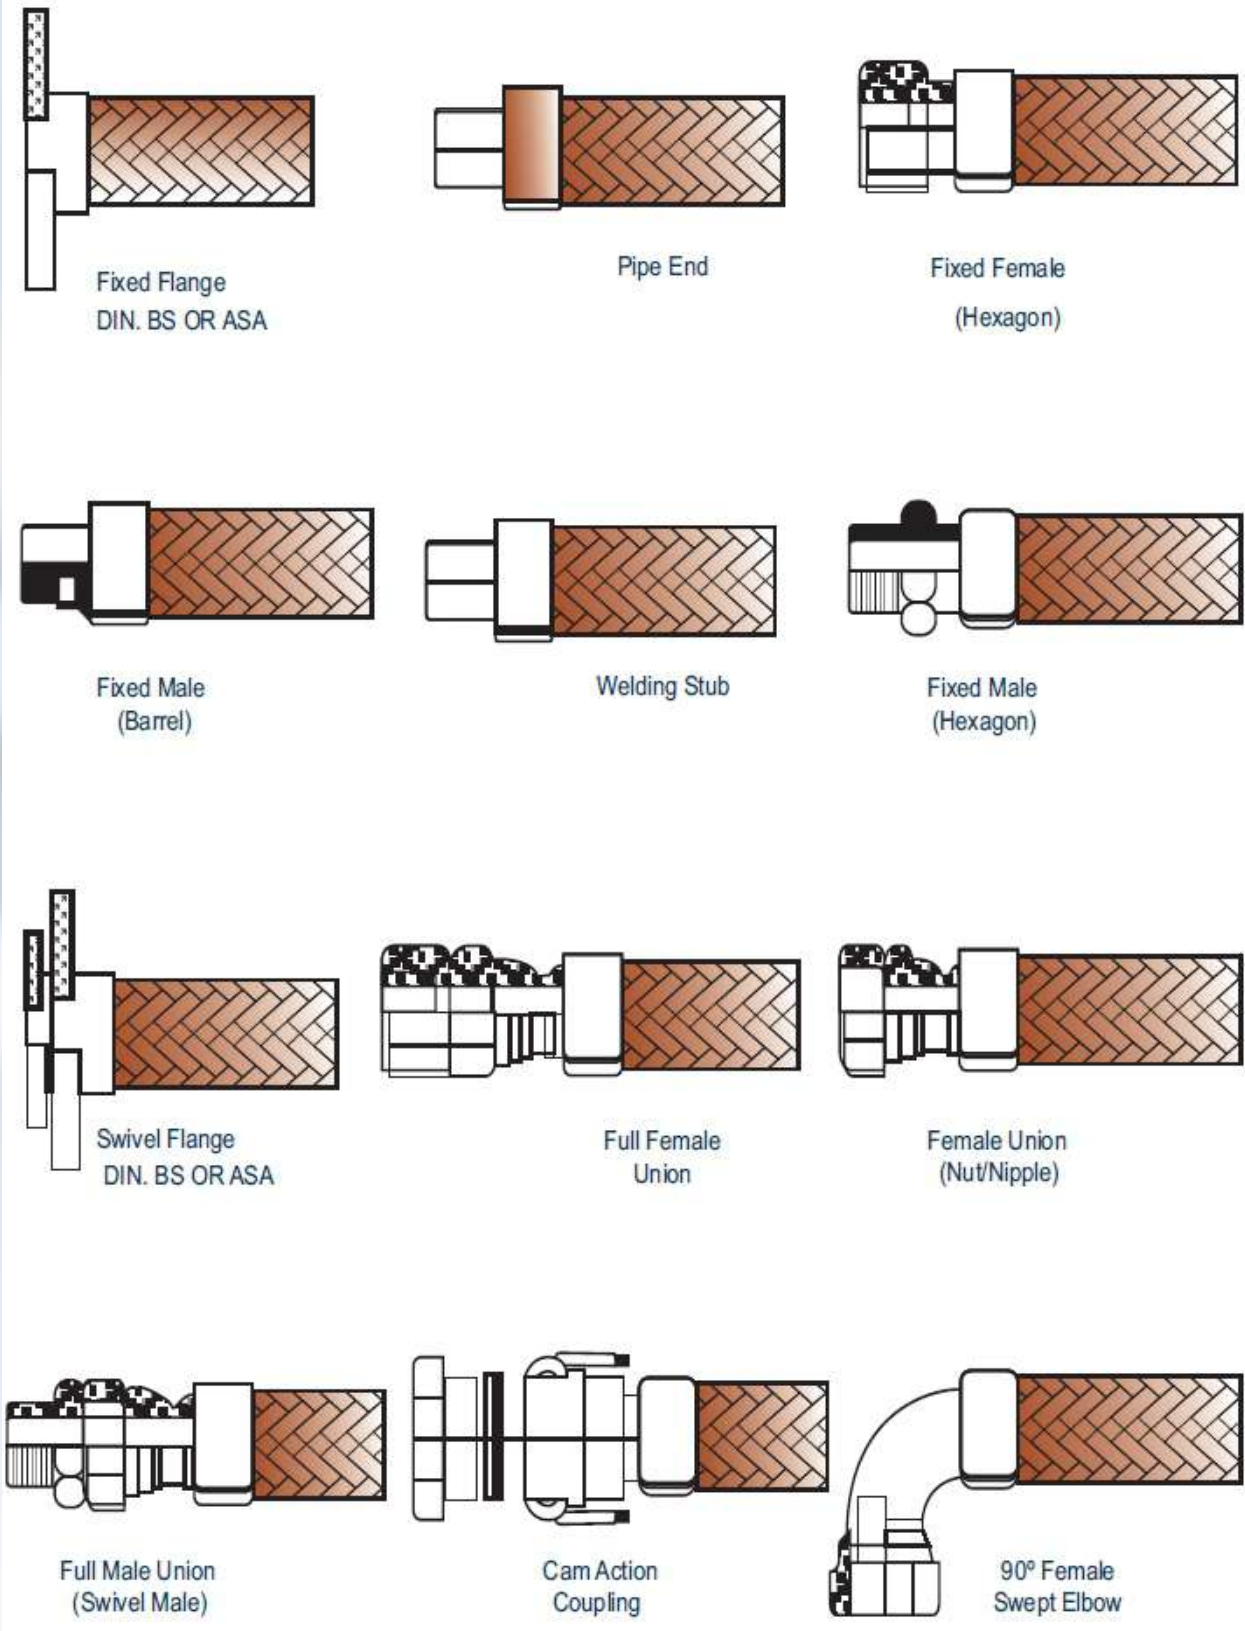 Fixed Flange
DIN. BS OR ASA
Pipe End
Fixed Female
(Hexagon)
Fixed Male
(Barrel)
Welding Stub
Fixed Male
(Hexagon)
Swivel Flange
DIN. BS OR ASA
Full Female
Union
Female Union
(Nut/Nipple)
Full Male Union
(Swivel Male)
Cam Action
Coupling
90º Female
Swept Elbow